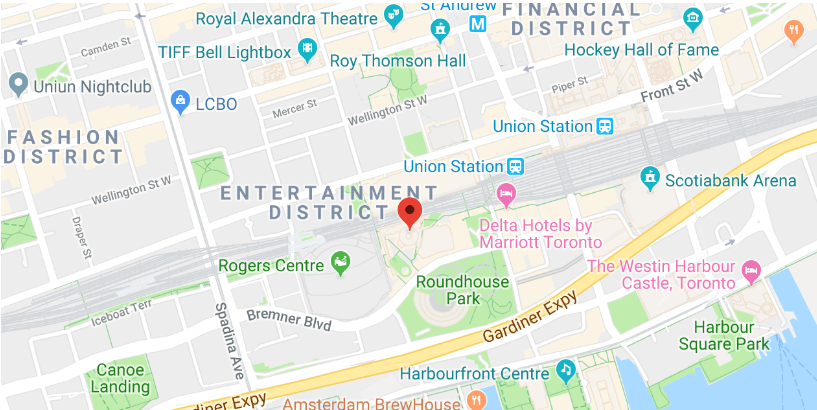 St Andrew
FINANCIAL
DISTRICT
Royal Alexandra Theatre
Camden St
TIFF Bell Lightbox
Roy Thomson Hall
Hockey Hall of Fame
Uniun Nightclub
LCBO
Mercer St
Wellington St W
Piper St
Front St W
FASHION
DISTRICT
Union Station
Union Station
Wellington St W
ENTERTAINMENT
DISTRICT
Scotiabank Arena
Draper St
Delta Hotels by
Marriott Toronto
Rogers Centre
Roundhouse
Park
The Westin Harbour
Castle, Toronto
Iceboat Terr
Bremner Blvd
Spadina Ave
Gardiner Expy
Harbour
Square Park
Canoe
Landing
Harbourfront Centre
diner Expy
Amsterdam BrewHouse